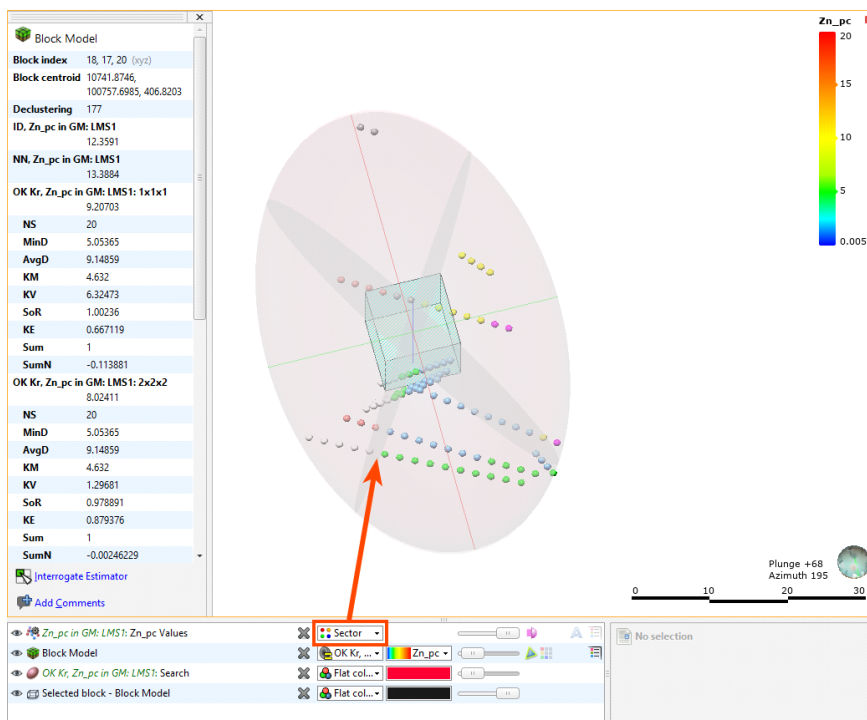 Block Model
Block index 18, 17, 20 (xyz)
Block centroid 10741.8746,
100757.6985, 406.8203
Declustering 177
ID, Zn_pc in GM: LMS1
12.3591
NN, Zn_pc in GM: LMS1
13.3884
OK Kr, Zn_pc in GM: LMS1: 1x1x1
9.20703
NS 20
MinD 5.05365
AvgD 9.14859
KM 4.632
KV 6.32473
SoR 1.00236
KE 0.667119
Sum 1
SumN -0.113881
OK Kr, Zn_pc in GM: LMS1: 2x2x2
8.02411
NS 20
MinD 5.05365
AvgD 9.14859
KM 4.632
KV 1.29681
SoR 0.978891
KE 0.879376
Sum 1
SumN -0.00246229
Interrogate Estimator
Add Comments
Zn_pc
20
15
10
5
0.005
Plunge +68
Azimuth 195
0 10 20 30
Zn_pc in GM: LMS1: Zn_pc Values Sector
Block Model OK Kr, ... Zn_pc
OK Kr, Zn_pc in GM: LMS1: Search Flat col...
Selected block - Block Model Flat col...
No selection